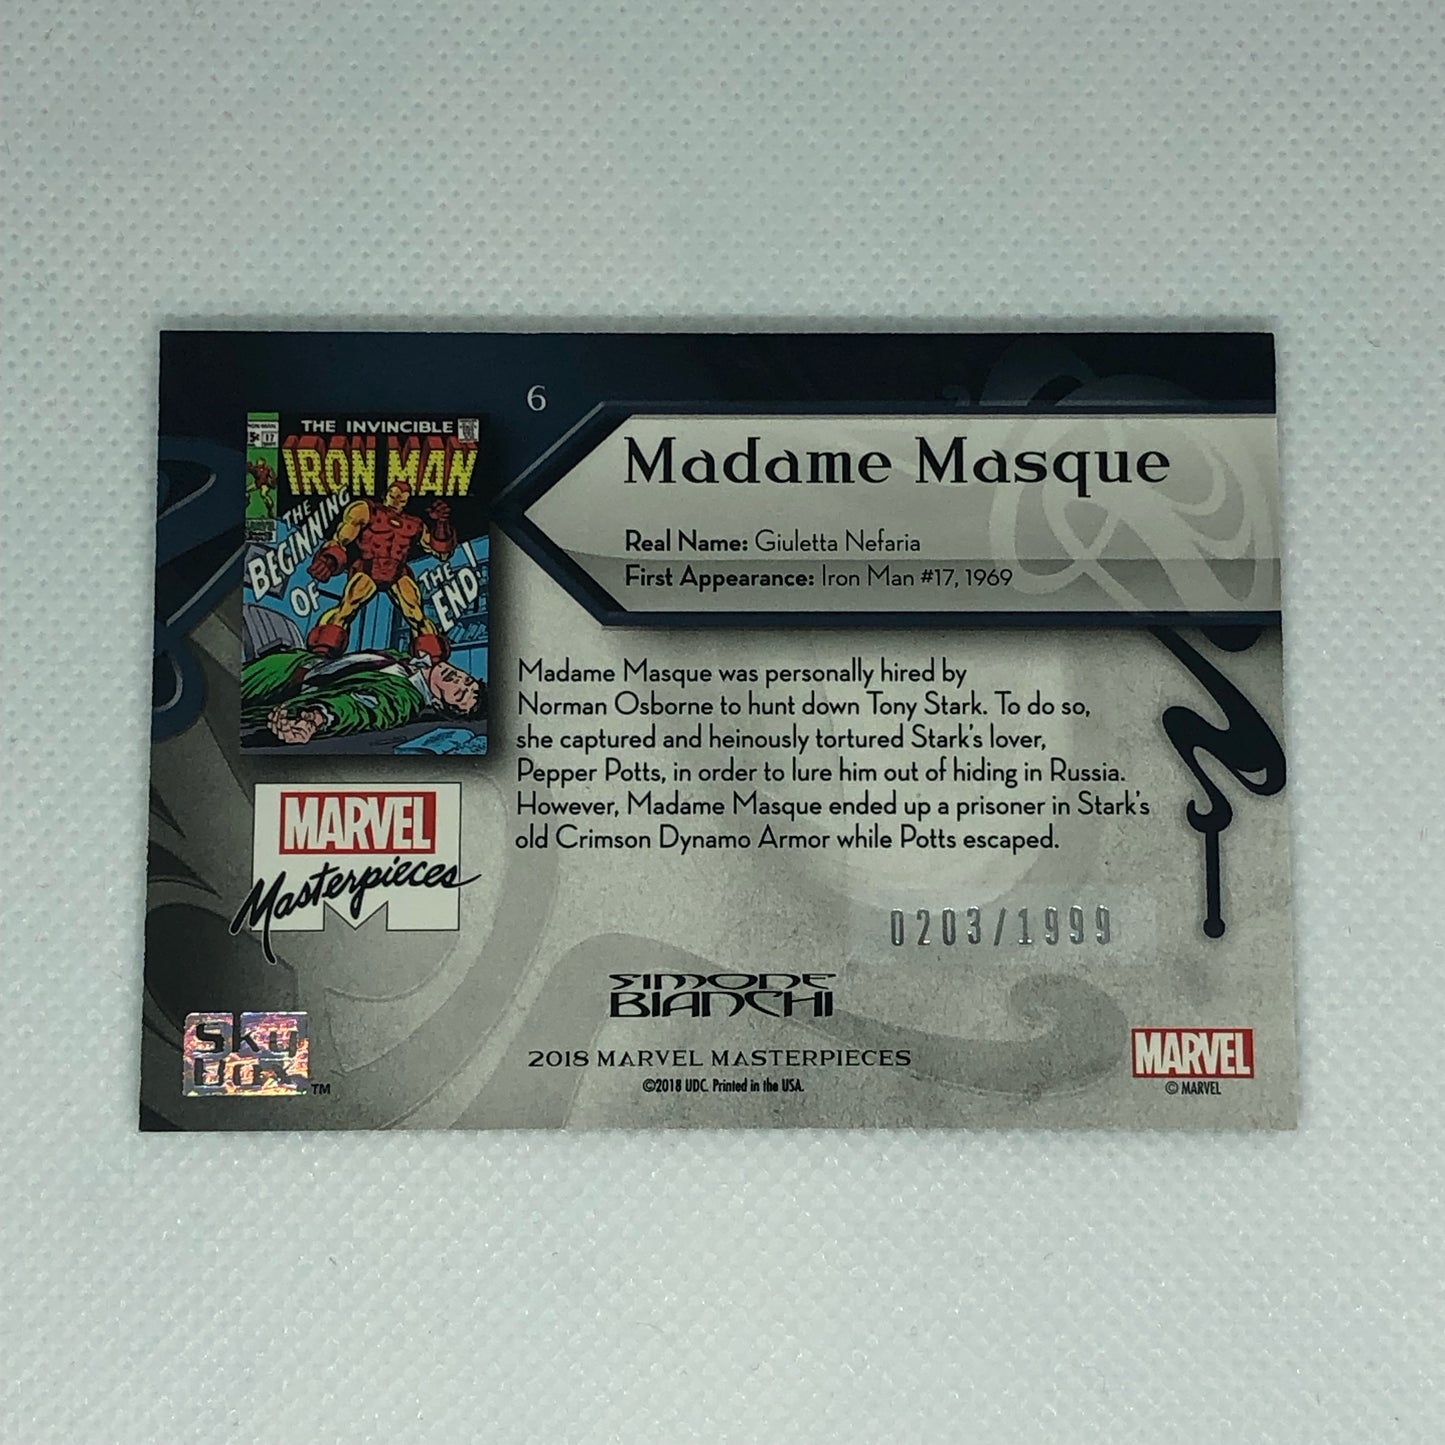 6
THE INVINCIBLE
IRON MAN
17
THE
BEGINNING
OF
THE
END!
Madame Masque
Real Name: Giuletta Nefaria
First Appearance: Iron Man #17, 1969
Madame Masque was personally hired by
Norman Osborne to hunt down Tony Stark. To do so,
she captured and heinously tortured Stark's lover,
Pepper Potts, in order to lure him out of hiding in Russia.
However, Madame Masque ended up a prisoner in Stark's
old Crimson Dynamo Armor while Potts escaped.
MARVEL
Masterpieces
0203/1999
SIMONE
BIANCHI
Sky
box TM
2018 MARVEL MASTERPIECES
©2018 UDC. Printed in the USA.
MARVEL
© MARVEL